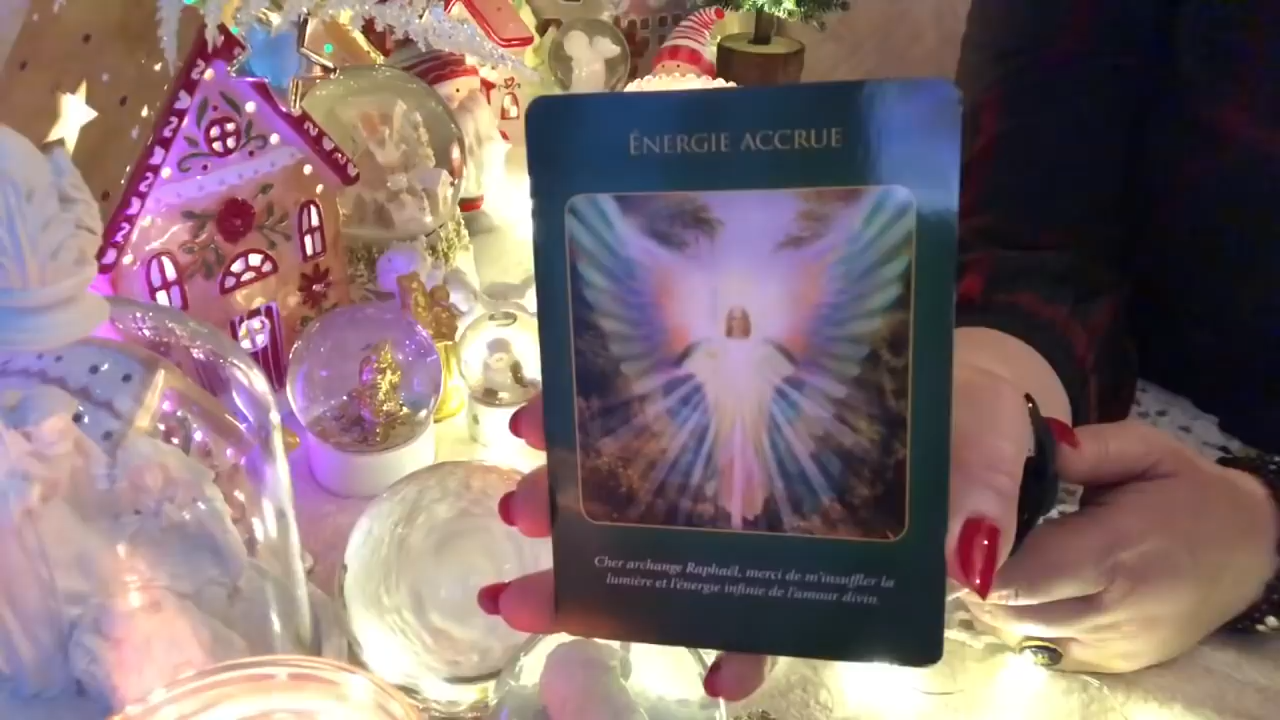 ÉNERGIE ACCRUE
Cher archange Raphaël, merci de m'insuffler la
lumière et l'énergie infinie de l'amour divin.